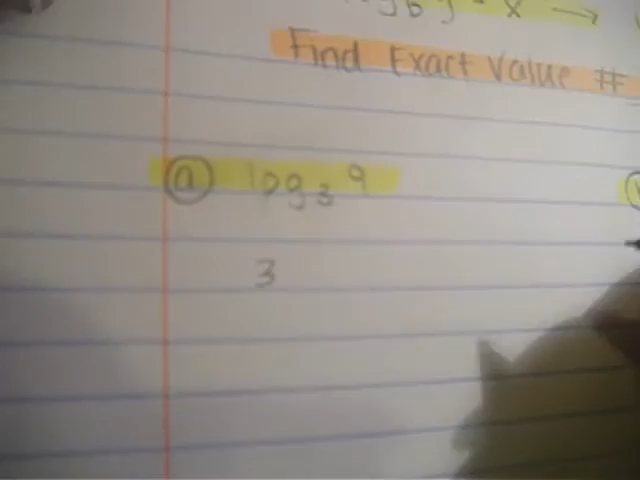 g b y = x →
Find Exact Value #
a log₃ 9
3